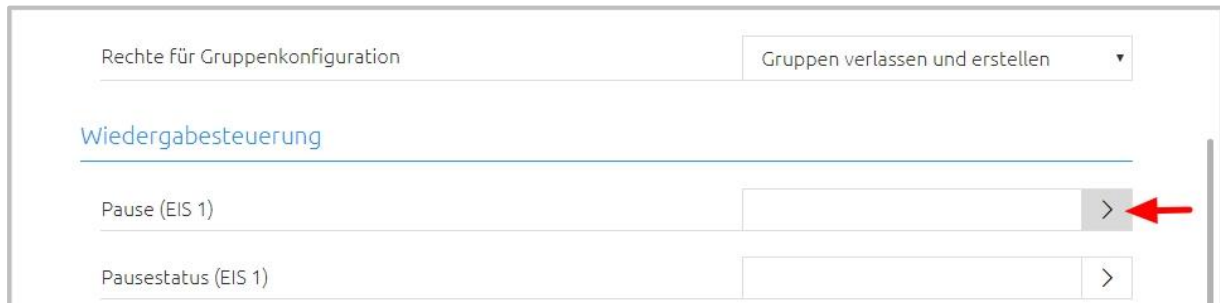 Rechte für Gruppenkonfiguration
Gruppen verlassen und erstellen
Wiedergabesteuerung
Pause (EIS 1)
Pausestatus (EIS 1)